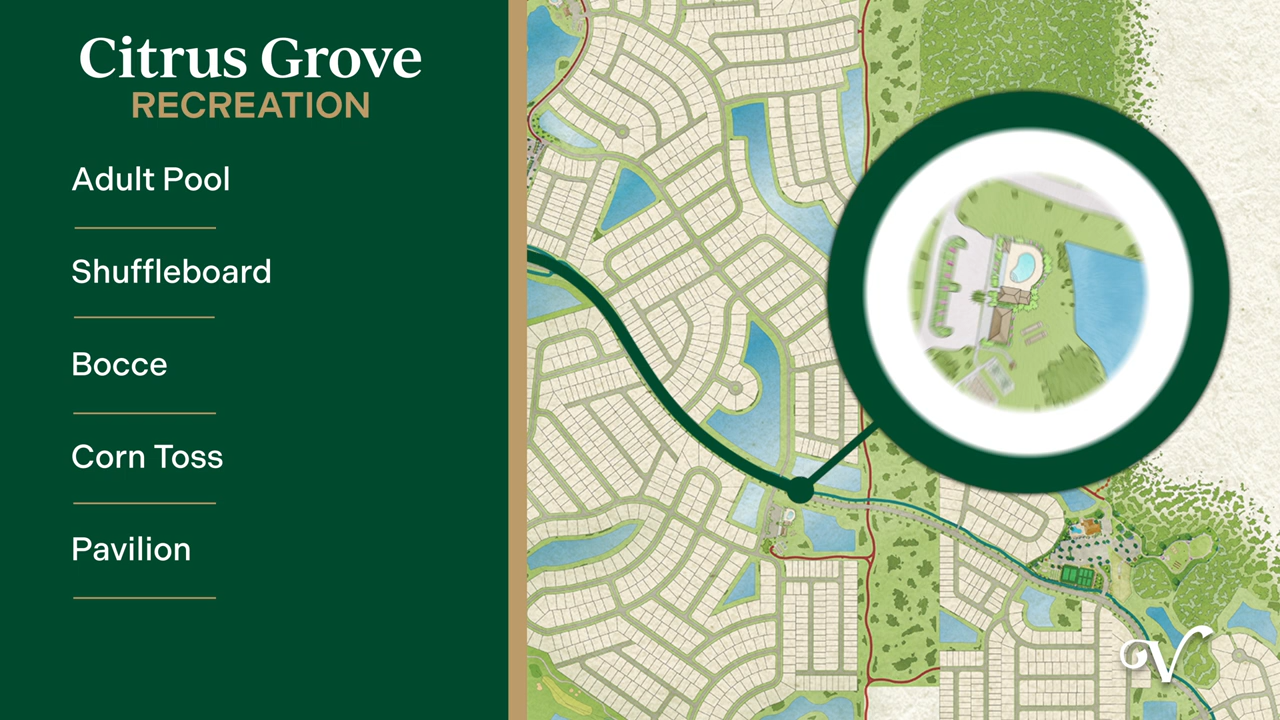 Citrus Grove
RECREATION
Adult Pool
Shuffleboard
Bocce
Corn Toss
Pavilion
V